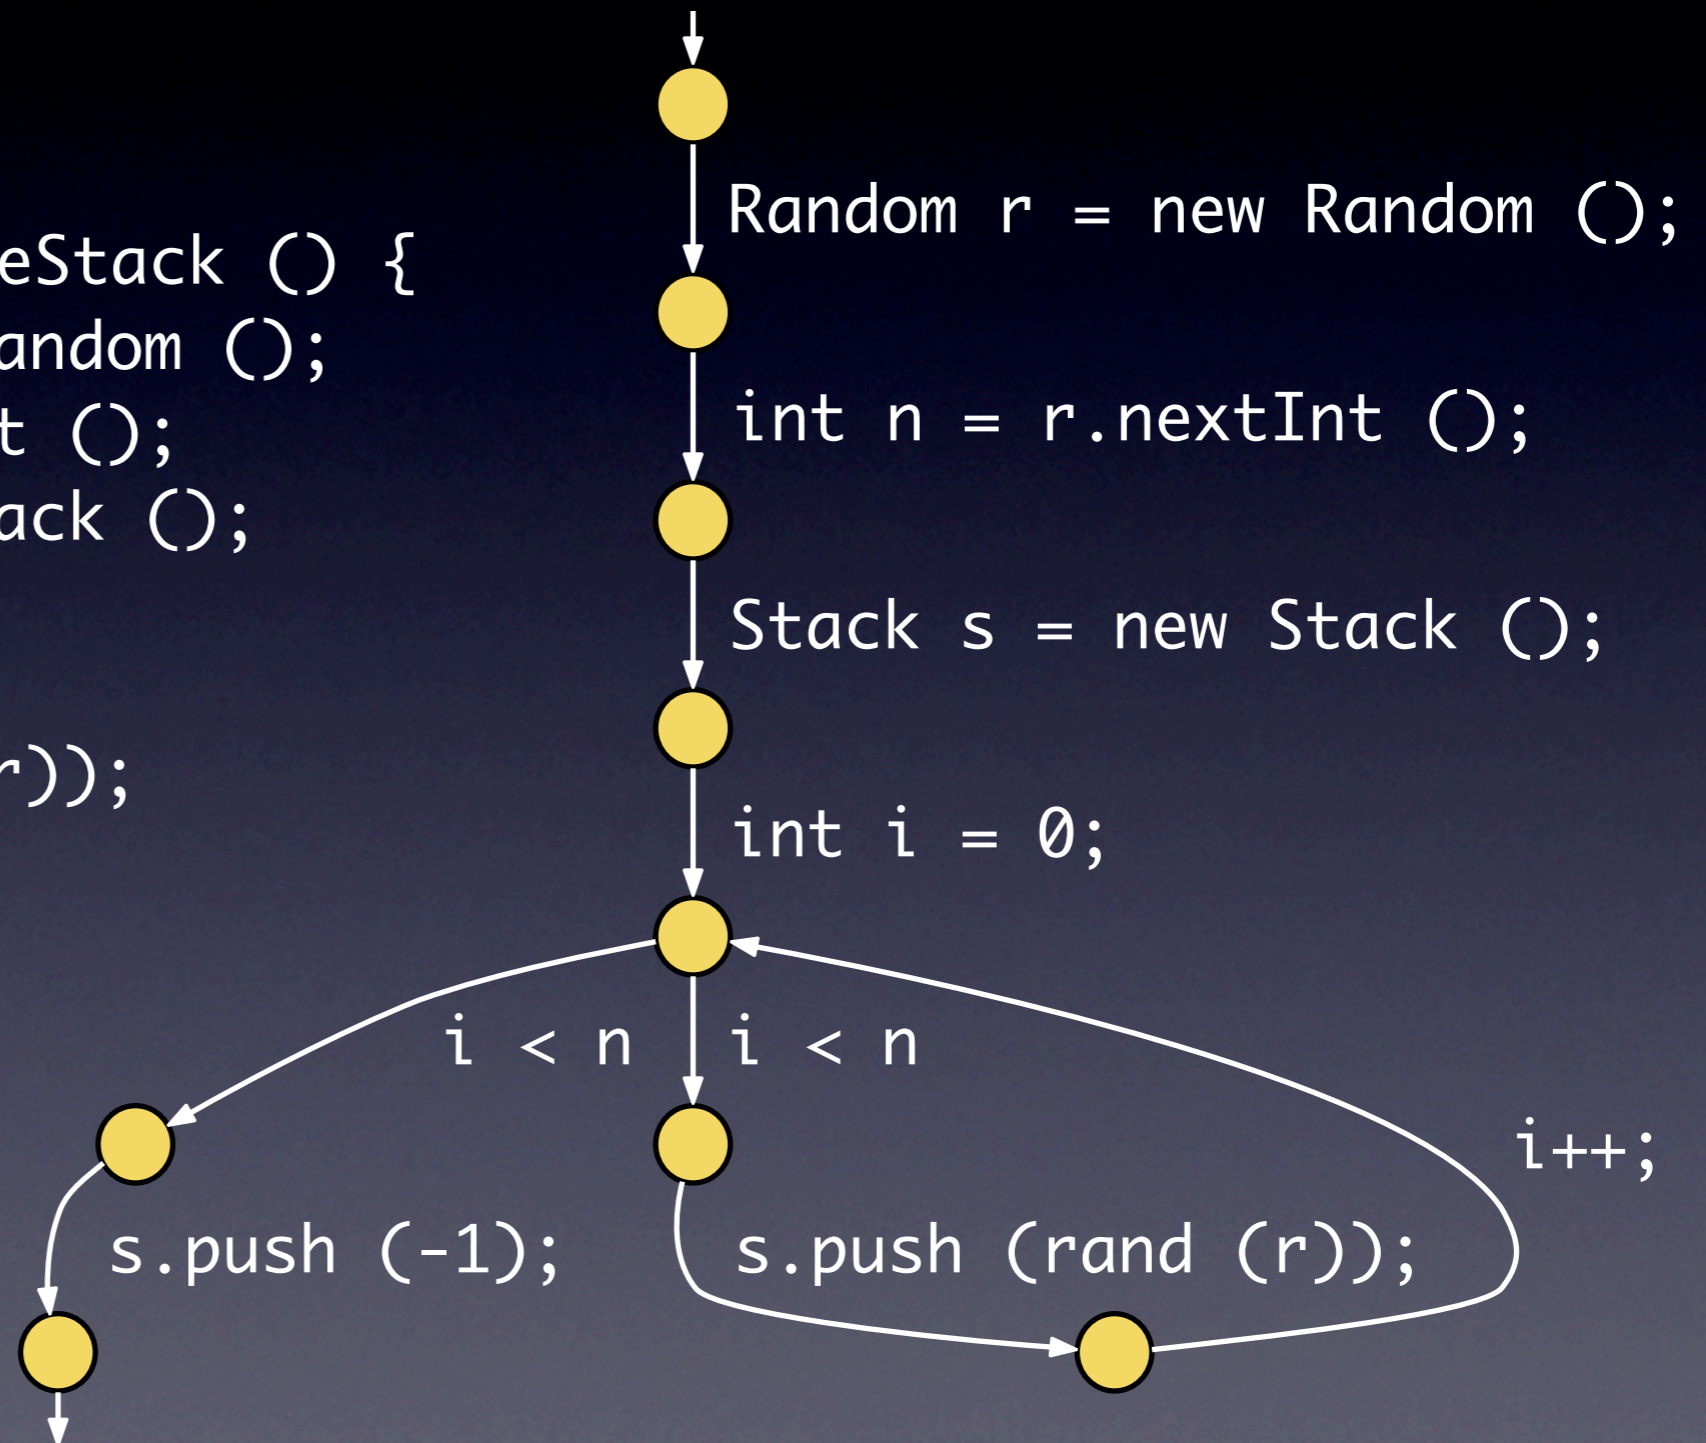 eStack () {
andom ();
t ();
ack ();
r));
Random r = new Random ();
int n = r.nextInt ();
Stack s = new Stack ();
int i = 0;
i < n
i < n
i++;
s.push (-1);
s.push (rand (r));